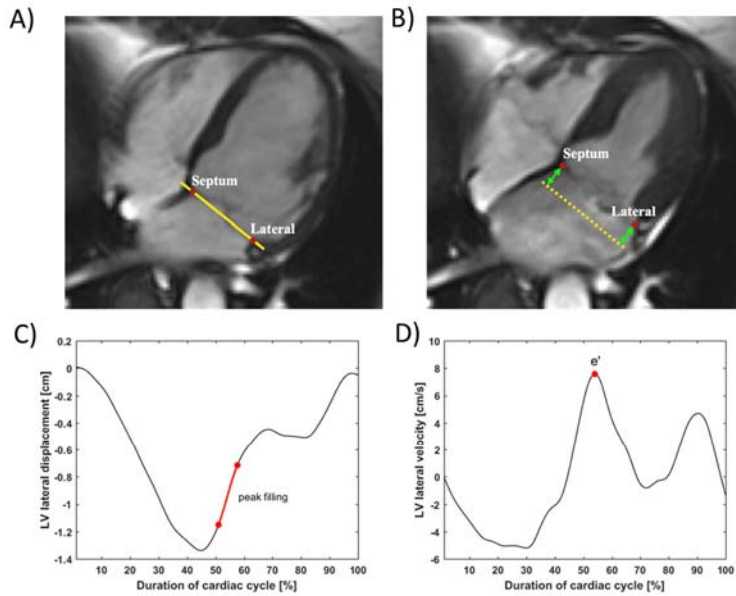 A)
B)
Septum
Lateral
Septum
Lateral
C)
D)
LV lateral displacement [cm]
0.2
0
-0.2
-0.4
-0.6
-0.8
-1
-1.2
-1.4
peak filling
10 20 30 40 50 60 70 80 90 100
Duration of cardiac cycle [%]
LV lateral velocity [cm/s]
10
8
6
4
2
0
-2
-4
-6
e'
10 20 30 40 50 60 70 80 90 100
Duration of cardiac cycle [%]